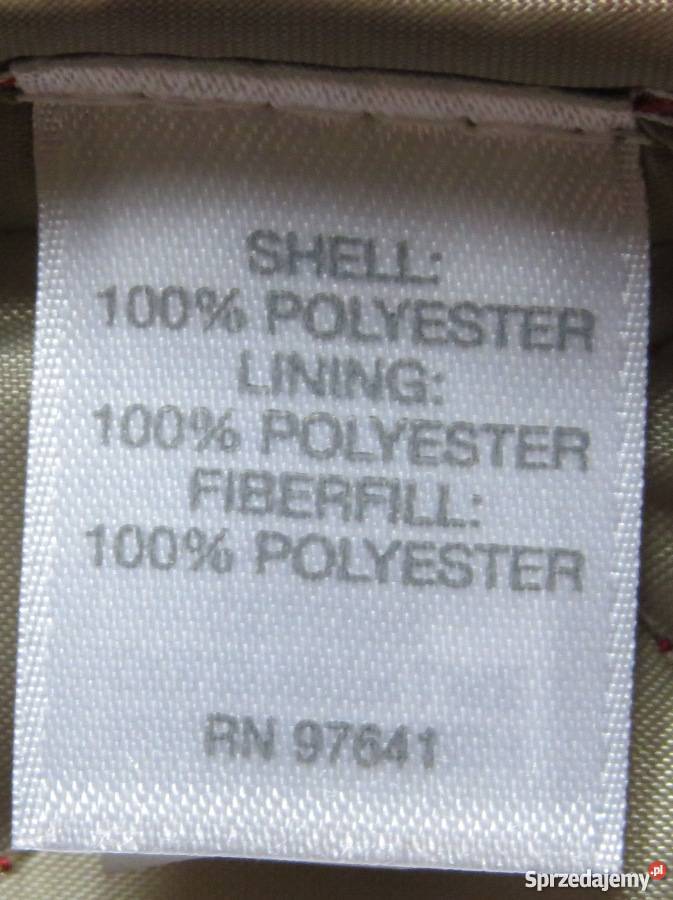 SHELL:
100% POLYESTER
LINING:
100% POLYESTER
FIBERFILL:
100% POLYESTER
RN 97641
Sprzedajemy.pl